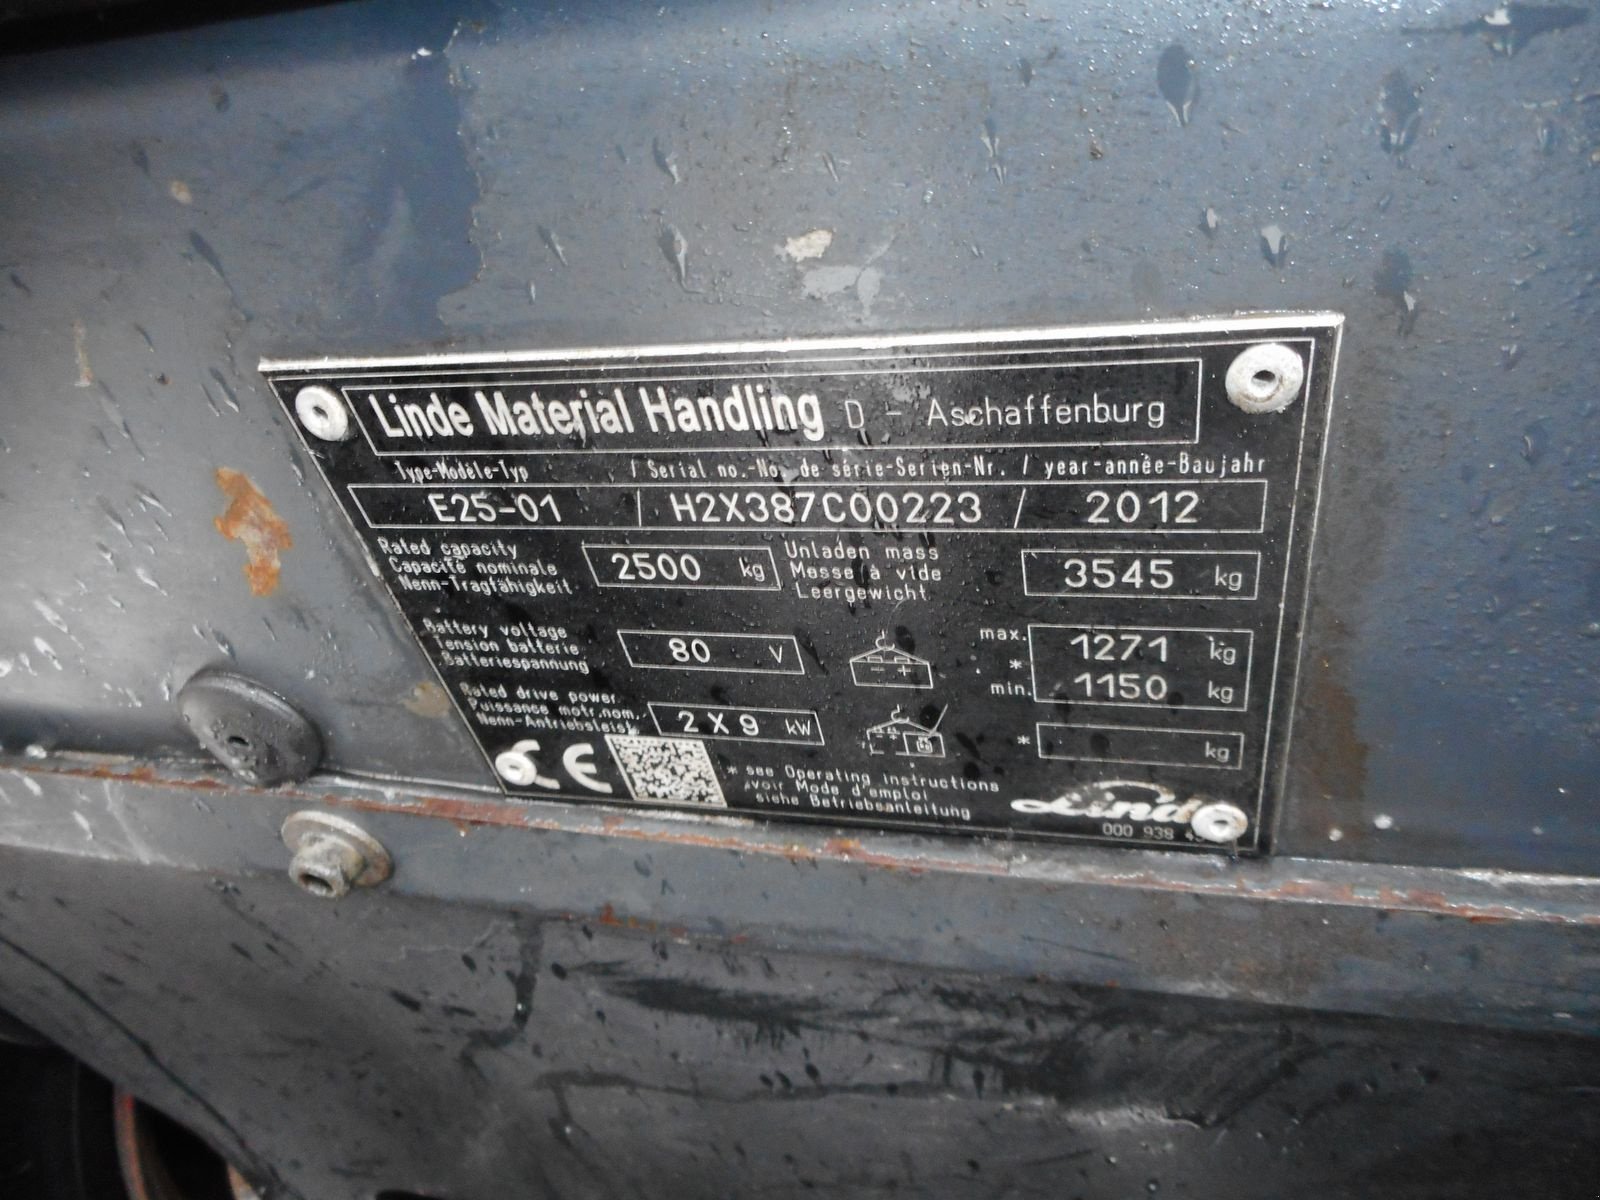 Linde Material Handling D - Aschaffenburg
Type-Modèle-Typ / Serial no.-No. de série-Serien-Nr. / year-année-Baujahr
E25-01 / H2X387C00223 / 2012
Rated capacity
Capacité nominale
Nenn-Tragfähigkeit
2500 kg
Unladen mass
Masse à vide
Leergewicht
3545 kg
Battery voltage
Tension batterie
Batteriespannung
80 V
- +
max. 1271 kg
*
min. 1150 kg
Rated drive power
Puissance motr.nom.
Nenn-Antriebsleist.
2 X 9 kW
* kg
CE
* see Operating instructions
voir Mode d'emploi
siehe Betriebsanleitung
Linde
000 938